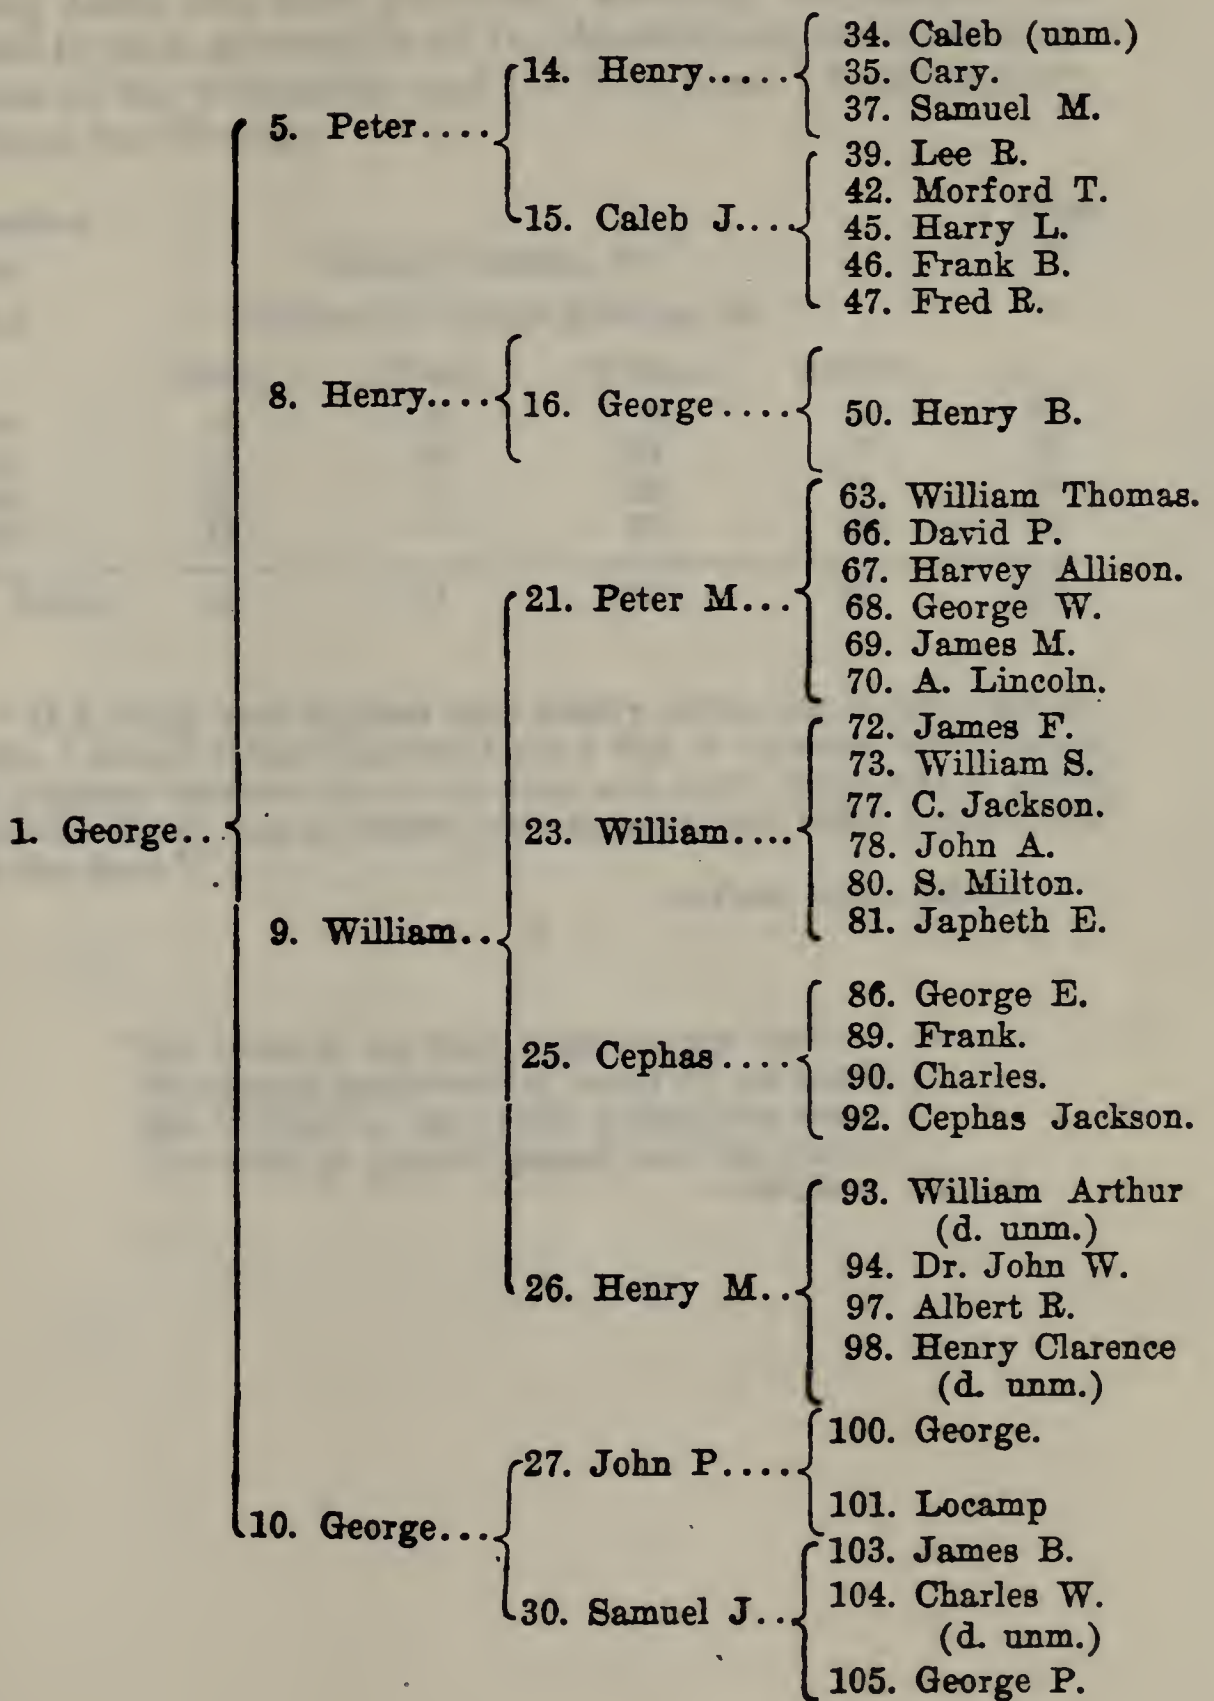 34. Caleb (unm.)
14. Henry.....
35. Cary.
37. Samuel M.
5. Peter....
39. Lee R.
42. Morford T.
15. Caleb J....
45. Harry L.
46. Frank B.
47. Fred R.
8. Henry....
16. George....
50. Henry B.
63. William Thomas.
66. David P.
67. Harvey Allison.
21. Peter M...
68. George W.
69. James M.
70. A. Lincoln.
72. James F.
73. William S.
77. C. Jackson.
1. George..
23. William....
78. John A.
80. S. Milton.
81. Japheth E.
9. William..
86. George E.
89. Frank.
25. Cephas....
90. Charles.
92. Cephas Jackson.
93. William Arthur
(d. unm.)
94. Dr. John W.
26. Henry M..
97. Albert R.
98. Henry Clarence
(d. unm.)
100. George.
27. John P....
101. Locamp
10. George...
103. James B.
104. Charles W.
30. Samuel J..
(d. unm.)
105. George P.